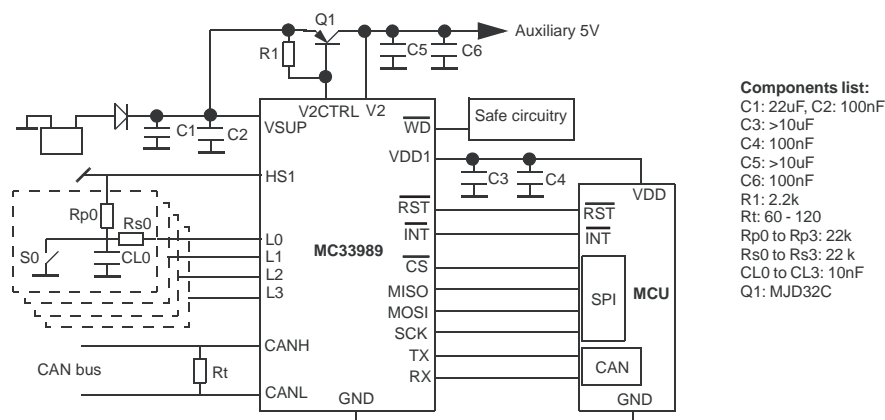 Q1
Auxiliary 5V
R1
C5
C6
V2CTRL
V2
C1
C2
VSUP
WD
Safe circuitry
VDD1
C3
C4
VDD
HS1
Rp0
Rs0
RST
RST
S0
CL0
L0
L1
L2
L3
MC33989
INT
INT
CS
MISO
MOSI
SCK
SPI
MCU
CANH
TX
CAN bus
Rt
RX
CAN
CANL
GND
GND
Components list:
C1: 22uF, C2: 100nF
C3: >10uF
C4: 100nF
C5: >10uF
C6: 100nF
R1: 2.2k
Rt: 60 - 120
Rp0 to Rp3: 22k
Rs0 to Rs3: 22 k
CL0 to CL3: 10nF
Q1: MJD32C